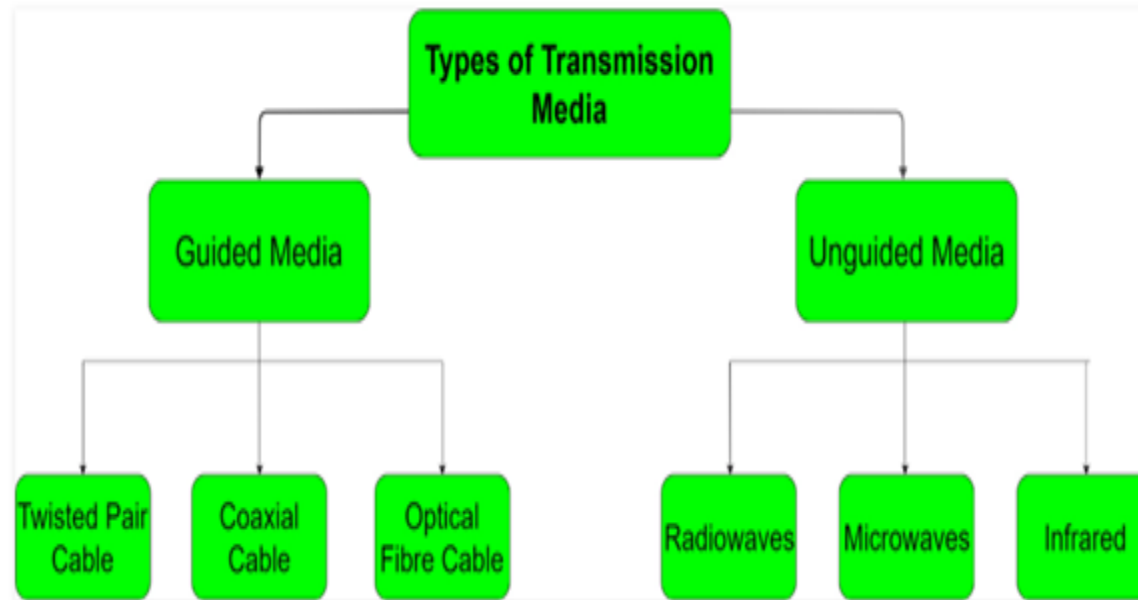 Types of Transmission
Media
Guided Media
Unguided Media
Twisted Pair
Cable
Coaxial
Cable
Optical
Fibre Cable
Radiowaves
Microwaves
Infrared